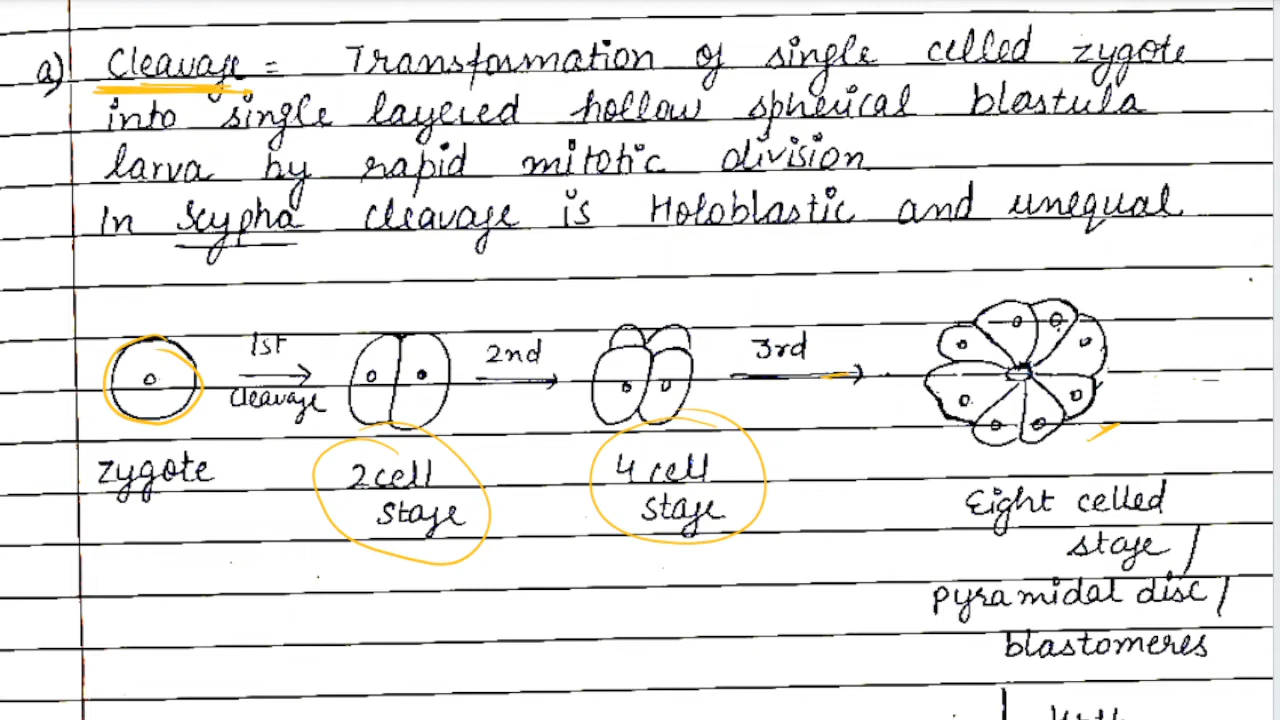 a) Cleavage = Transformation of single celled zygote
into single layered hollow spherical blastula
larva by rapid mitotic division
In Scypha cleavage is Holoblastic and unequal
1st
cleavage
2nd
3rd
zygote
2 cell
stage
4 cell
stage
Eight celled
stage /
pyramidal disc /
blastomeres